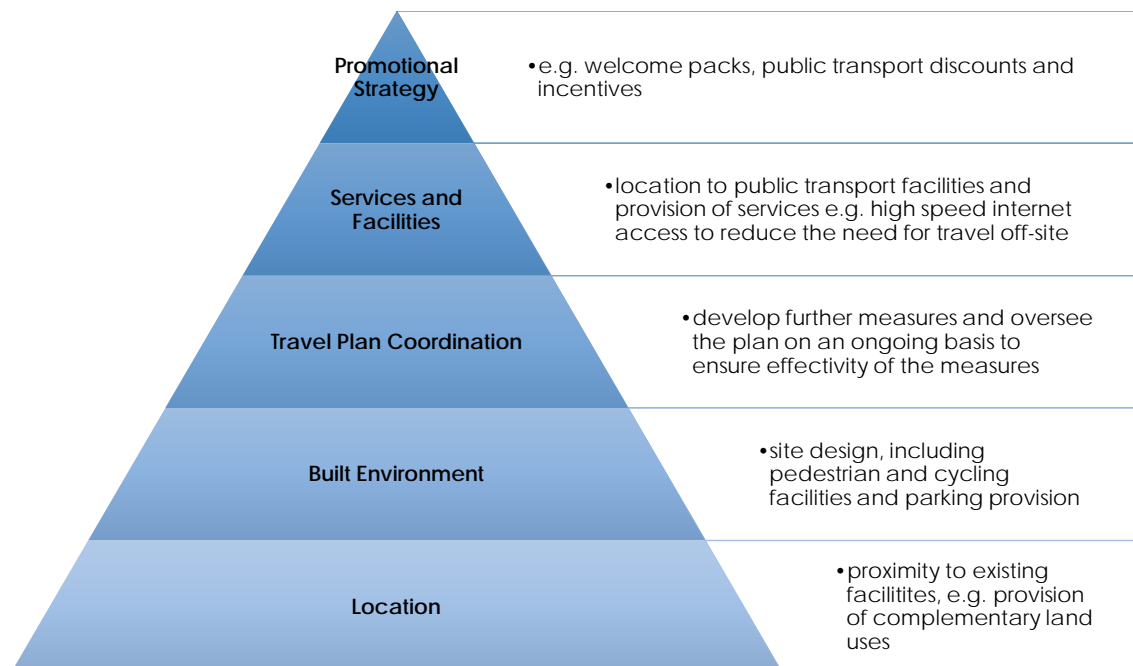 Promotional
Strategy
•e.g. welcome packs, public transport discounts and
incentives
Services and
Facilities
•location to public transport facilities and
provision of services e.g. high speed internet
access to reduce the need for travel off-site
Travel Plan Coordination
•develop further measures and oversee
the plan on an ongoing basis to
ensure effectivity of the measures
Built Environment
•site design, including
pedestrian and cycling
facilities and parking provision
Location
•proximity to existing
facilitites, e.g. provision
of complementary land
uses